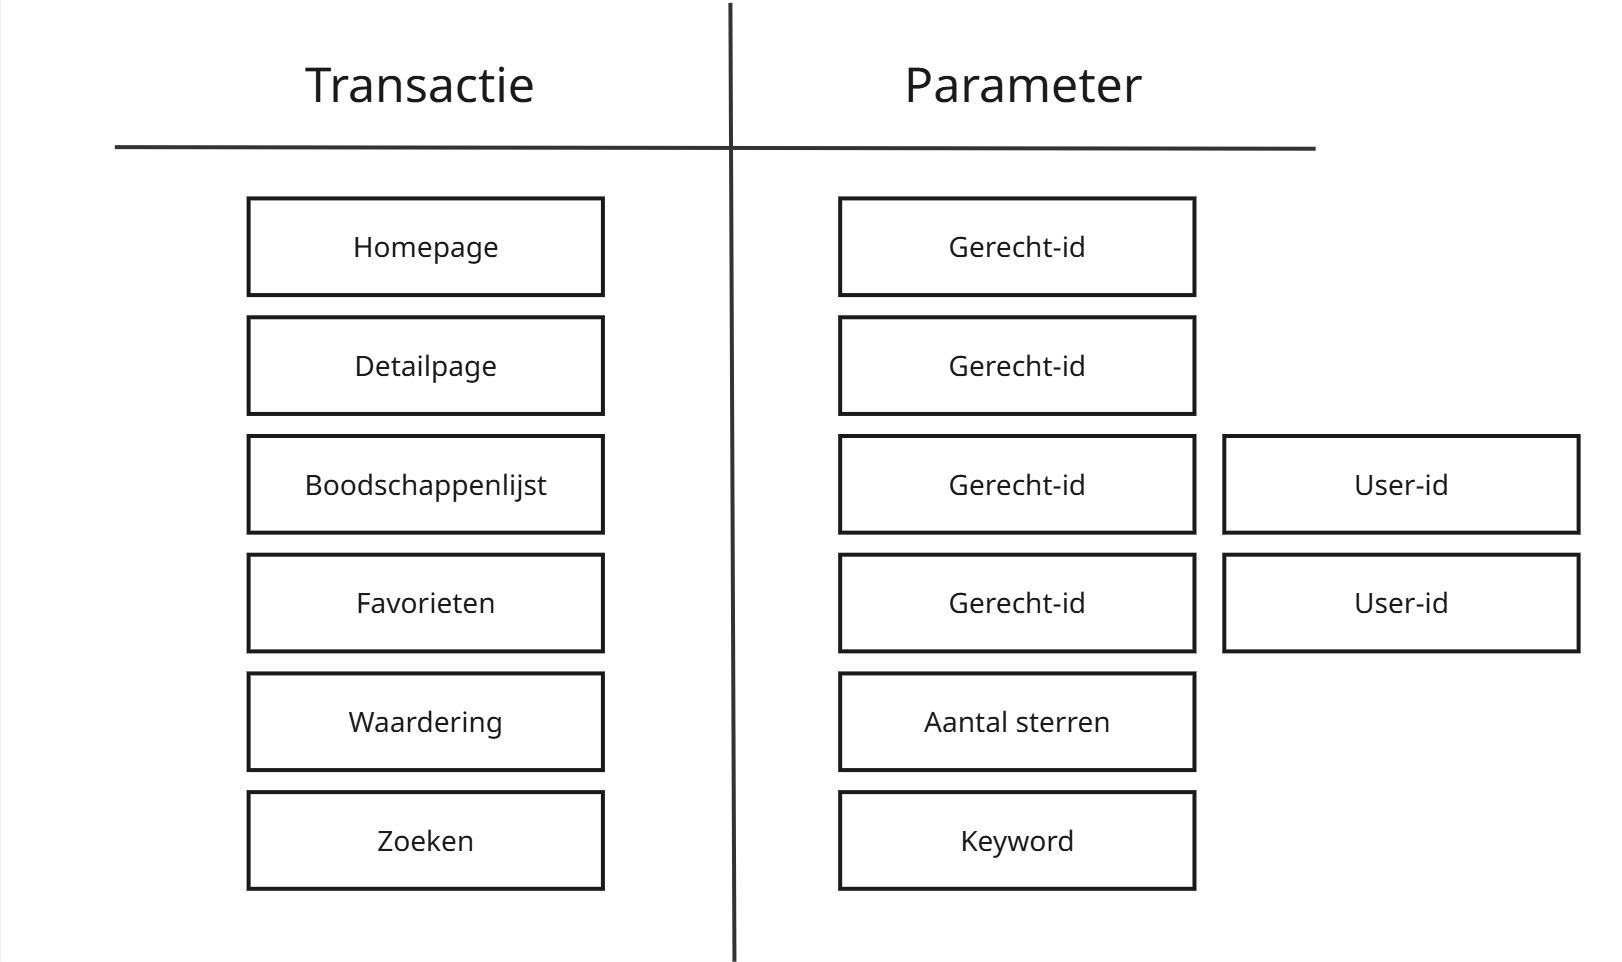 Transactie Parameter
Homepage Gerecht-id
Detailpage Gerecht-id
Boodschappenlijst Gerecht-id User-id
Favorieten Gerecht-id User-id
Waardering Aantal sterren
Zoeken Keyword